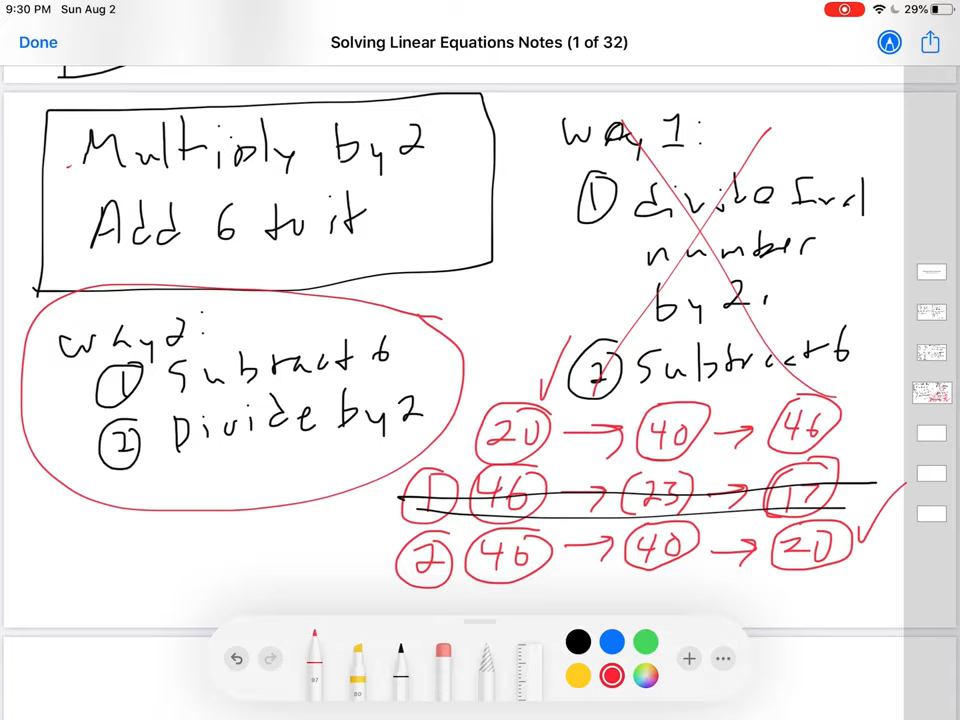 9:30 PM Sun Aug 2
29%
Done
Solving Linear Equations Notes (1 of 32)
Multiply by 2
Add 6 to it
Way 1:
① divide final
number
by 2.
② Subtract 6
Way 2:
① Subtract 6
② Divide by 2
20 → 40 → 46
① 46 → 23 → 17
② 46 → 40 → 20
97
80